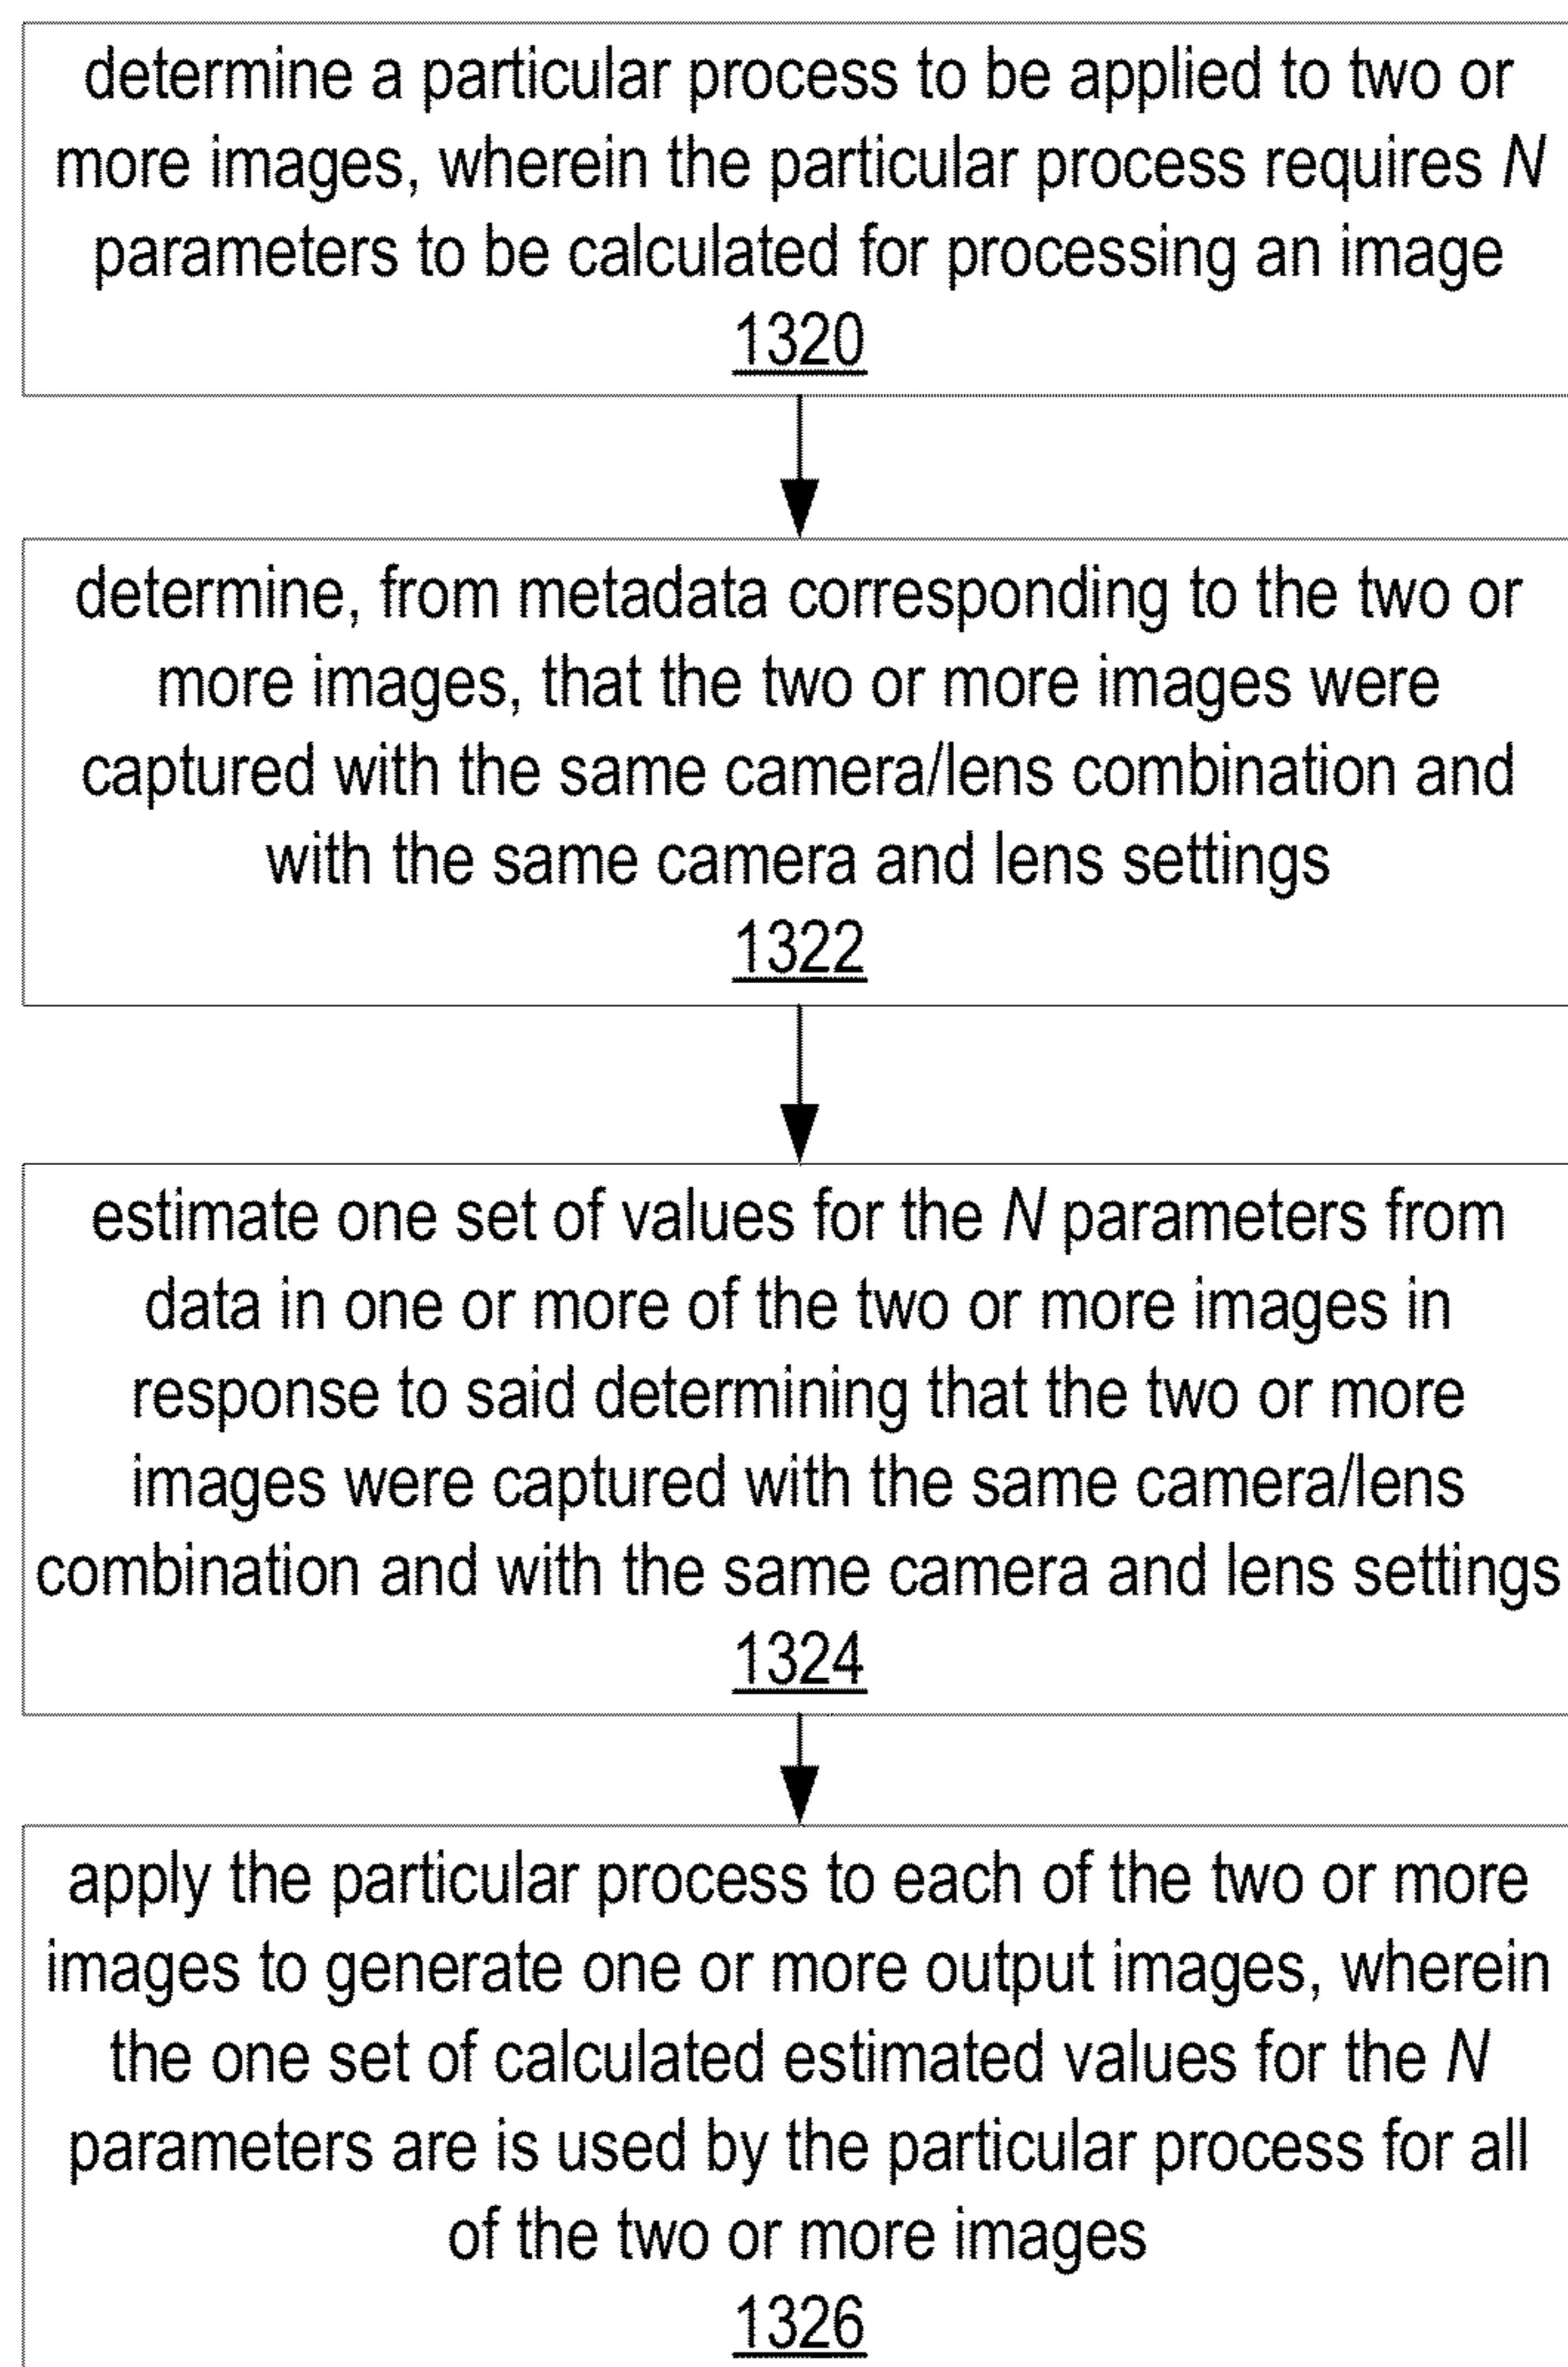 determine a particular process to be applied to two or
more images, wherein the particular process requires N
parameters to be calculated for processing an image
1320
determine, from metadata corresponding to the two or
more images, that the two or more images were
captured with the same camera/lens combination and
with the same camera and lens settings
1322
estimate one set of values for the N parameters from
data in one or more of the two or more images in
response to said determining that the two or more
images were captured with the same camera/lens
combination and with the same camera and lens settings
1324
apply the particular process to each of the two or more
images to generate one or more output images, wherein
the one set of calculated estimated values for the N
parameters are is used by the particular process for all
of the two or more images
1326